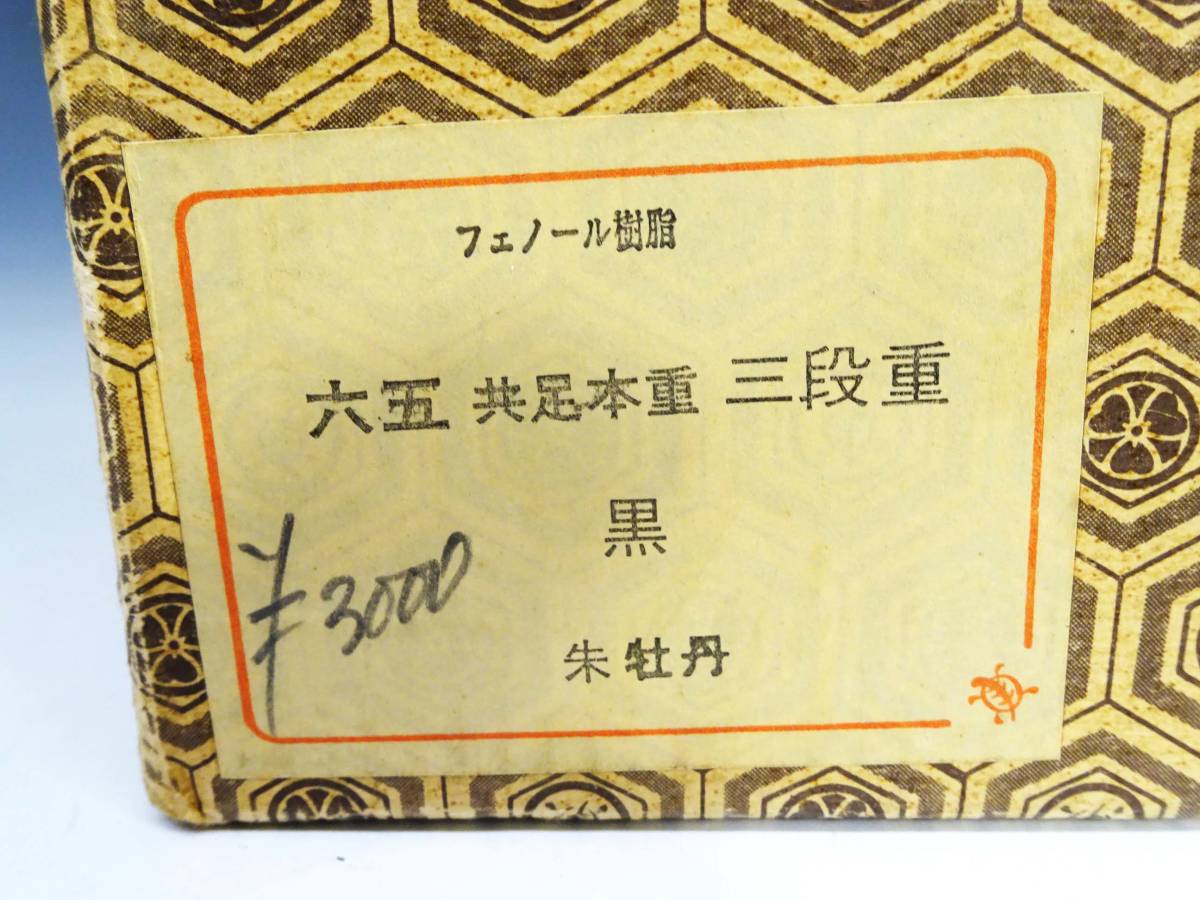 フェノール樹脂
六五 共足本重 三段重
黒
¥3000
朱牡丹